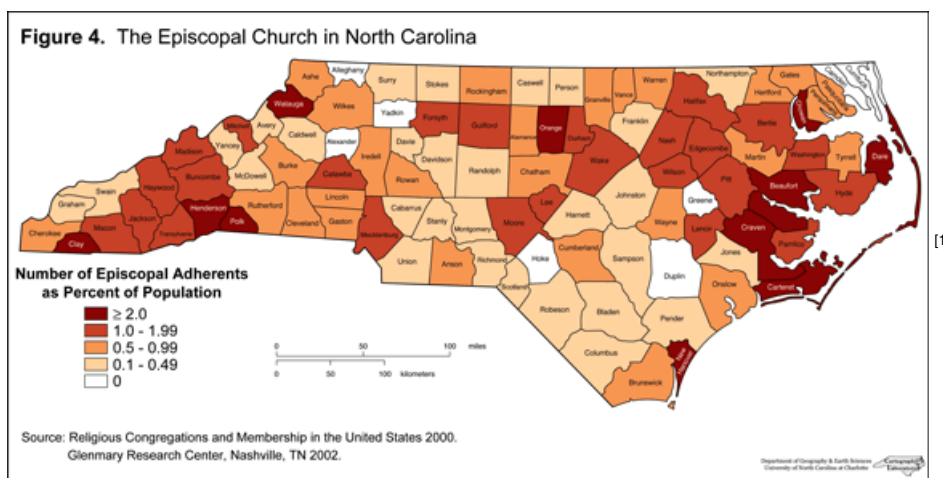 Figure 4. The Episcopal Church in North Carolina
Alleghany
Ashe
Surry
Stokes
Rockingham
Caswell
Person
Granville
Vance
Warren
Northampton
Gates
Camden
Currituck
Pasquotank
Perquimans
Hertford
Halifax
Watauga
Wilkes
Yadkin
Forsyth
Guilford
Alamance
Orange
Durham
Franklin
Bertie
Chowan
Mitchell
Avery
Caldwell
Alexander
Iredell
Davie
Nash
Edgecombe
Martin
Washington
Tyrrell
Dare
Madison
Yancey
Burke
Catawba
Davidson
Randolph
Chatham
Wake
Wilson
Pitt
Beaufort
Hyde
Haywood
Buncombe
McDowell
Rowan
Swain
Graham
Rutherford
Lincoln
Cabarrus
Stanly
Montgomery
Moore
Lee
Harnett
Johnston
Wayne
Greene
Lenoir
Craven
Pamlico
Cherokee
Clay
Macon
Jackson
Transylvania
Henderson
Polk
Cleveland
Gaston
Mecklenburg
Union
Anson
Richmond
Scotland
Hoke
Cumberland
Sampson
Duplin
Jones
Onslow
Carteret
Robeson
Bladen
Pender
Columbus
Brunswick
New Hanover
[1
Number of Episcopal Adherents
as Percent of Population
≥ 2.0
1.0 - 1.99
0.5 - 0.99
0.1 - 0.49
0
0 50 100 miles
0 50 100 kilometers
Source: Religious Congregations and Membership in the United States 2000.
Glenmary Research Center, Nashville, TN 2002.
Department of Geography & Earth Sciences
University of North Carolina at Charlotte